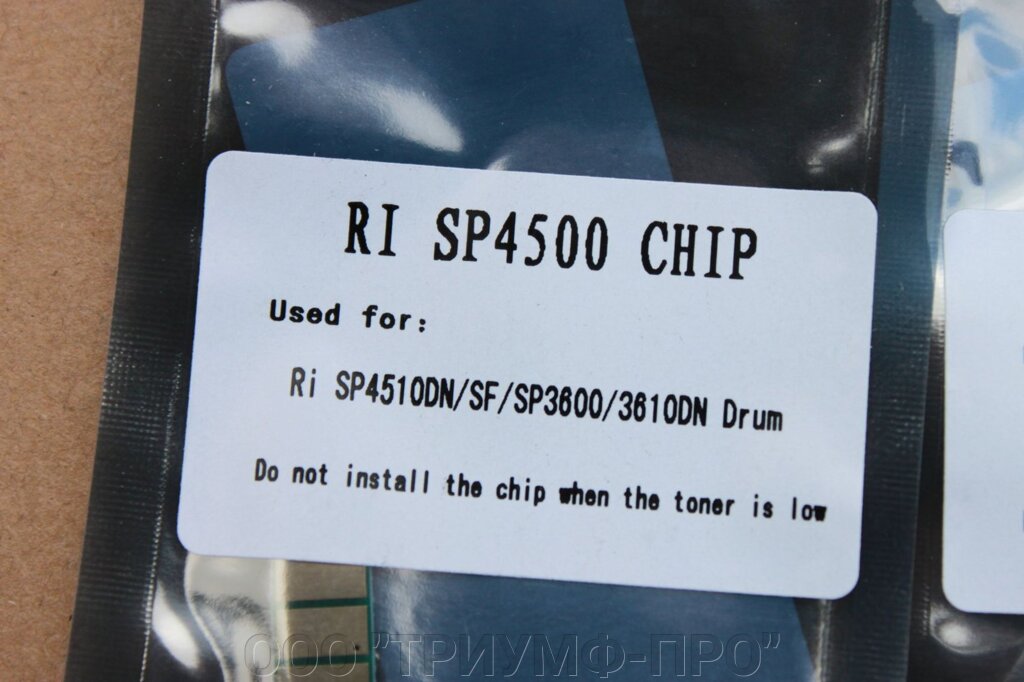 RI SP4500 CHIP
Used for:
Ri SP4510DN/SF/SP3600/3610DN Drum
Do not install the chip when the toner is low
ООО "ТРИУМФ-ПРО"